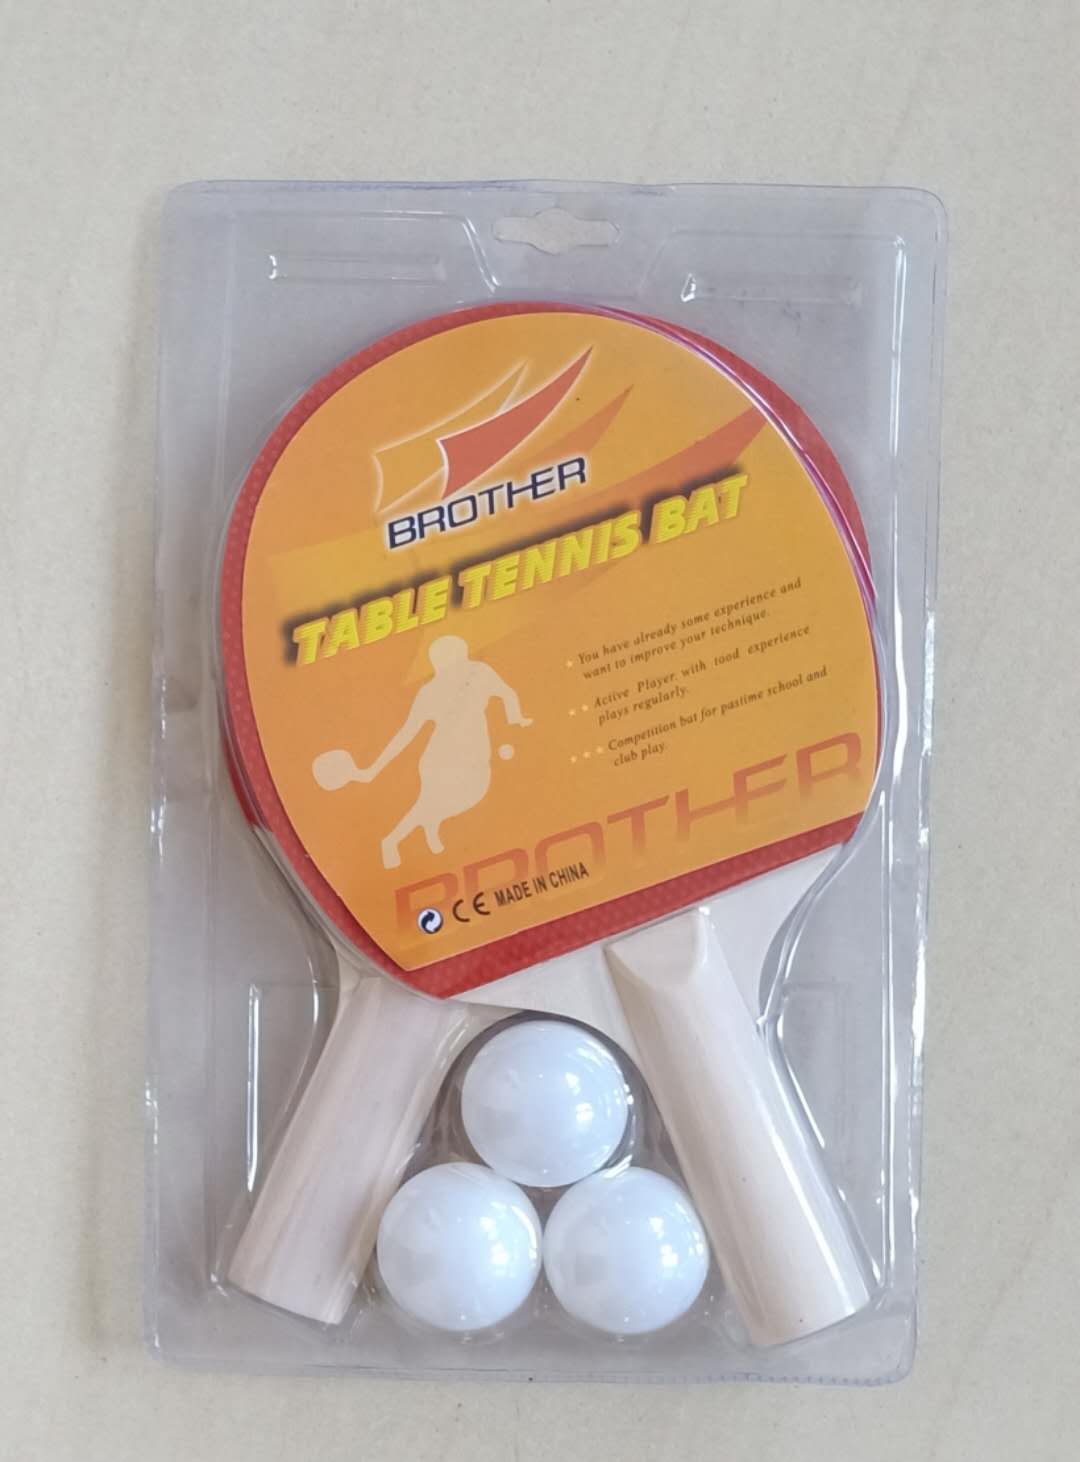 BROTHER
TABLE TENNIS BAT
You have already some experience and
want to improve your technique.
Active Player. with tood experience
plays regularly.
Competition bat for pastime school and
club play.
BROTHER
CE MADE IN CHINA